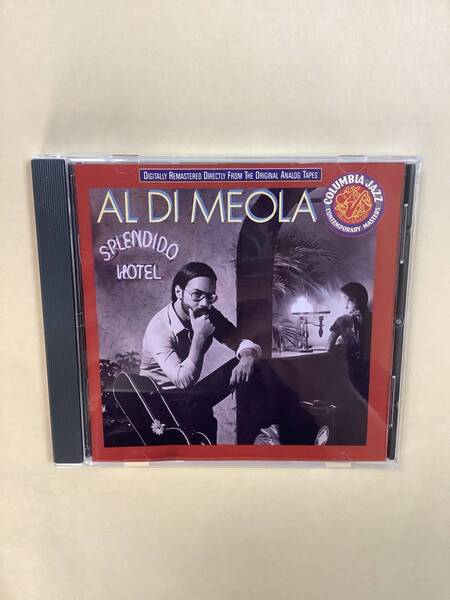 DIGITALLY REMASTERED DIRECTLY FROM THE ORIGINAL ANALOG TAPES
AL DI MEOLA
COLUMBIA JAZZ
CONTEMPORARY MASTERS
SPLENDIDO
HOTEL